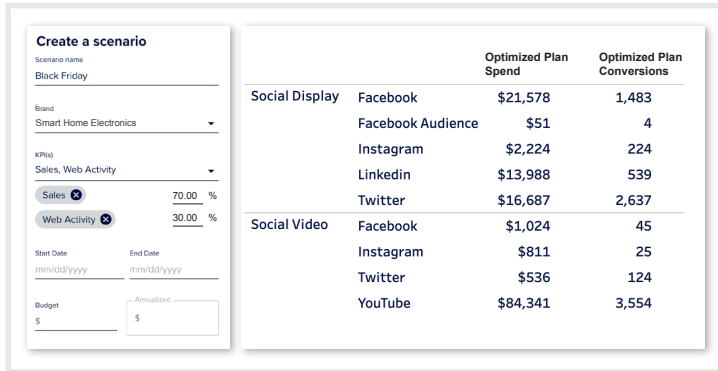 Create a scenario
Scenario name
Black Friday
Brand
Smart Home Electronics
KPI(s)
Sales, Web Activity
Sales 70.00 %
Web Activity 30.00 %
Start Date End Date
mm/dd/yyyy mm/dd/yyyy
Budget Annualized
$ $
Optimized Plan Spend Optimized Plan Conversions
Social Display Facebook $21,578 1,483
Facebook Audience $51 4
Instagram $2,224 224
Linkedin $13,988 539
Twitter $16,687 2,637
Social Video Facebook $1,024 45
Instagram $811 25
Twitter $536 124
YouTube $84,341 3,554